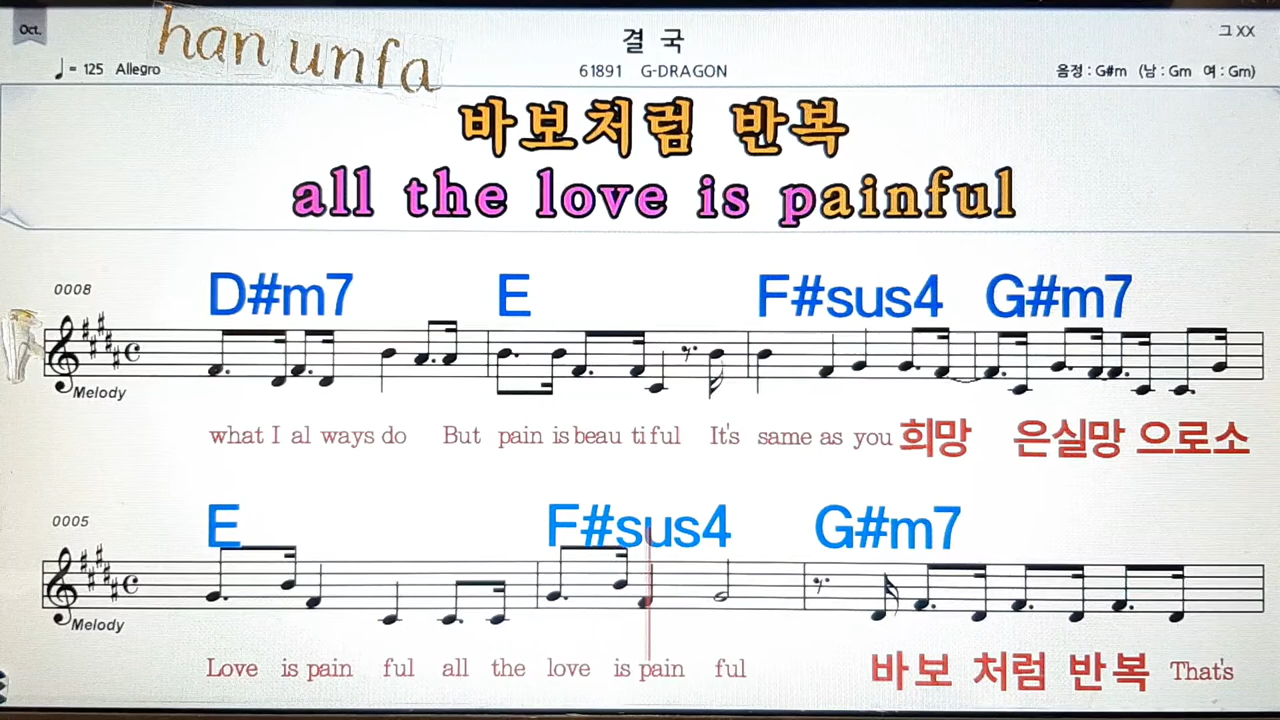 Oct.
han unfa
결 국
그 XX
♩= 125 Allegro
61891 G-DRAGON
음정 : G#m (남 : Gm 여 : Gm)
바보처럼 반복
all the love is painful
0008
D#m7 E F#sus4 G#m7
Melody
what I al ways do But pain is beau ti ful It's same as you 희망 은실망 으로소
0005
E F#sus4 G#m7
Melody
Love is pain ful all the love is pain ful 바보 처럼 반복 That's